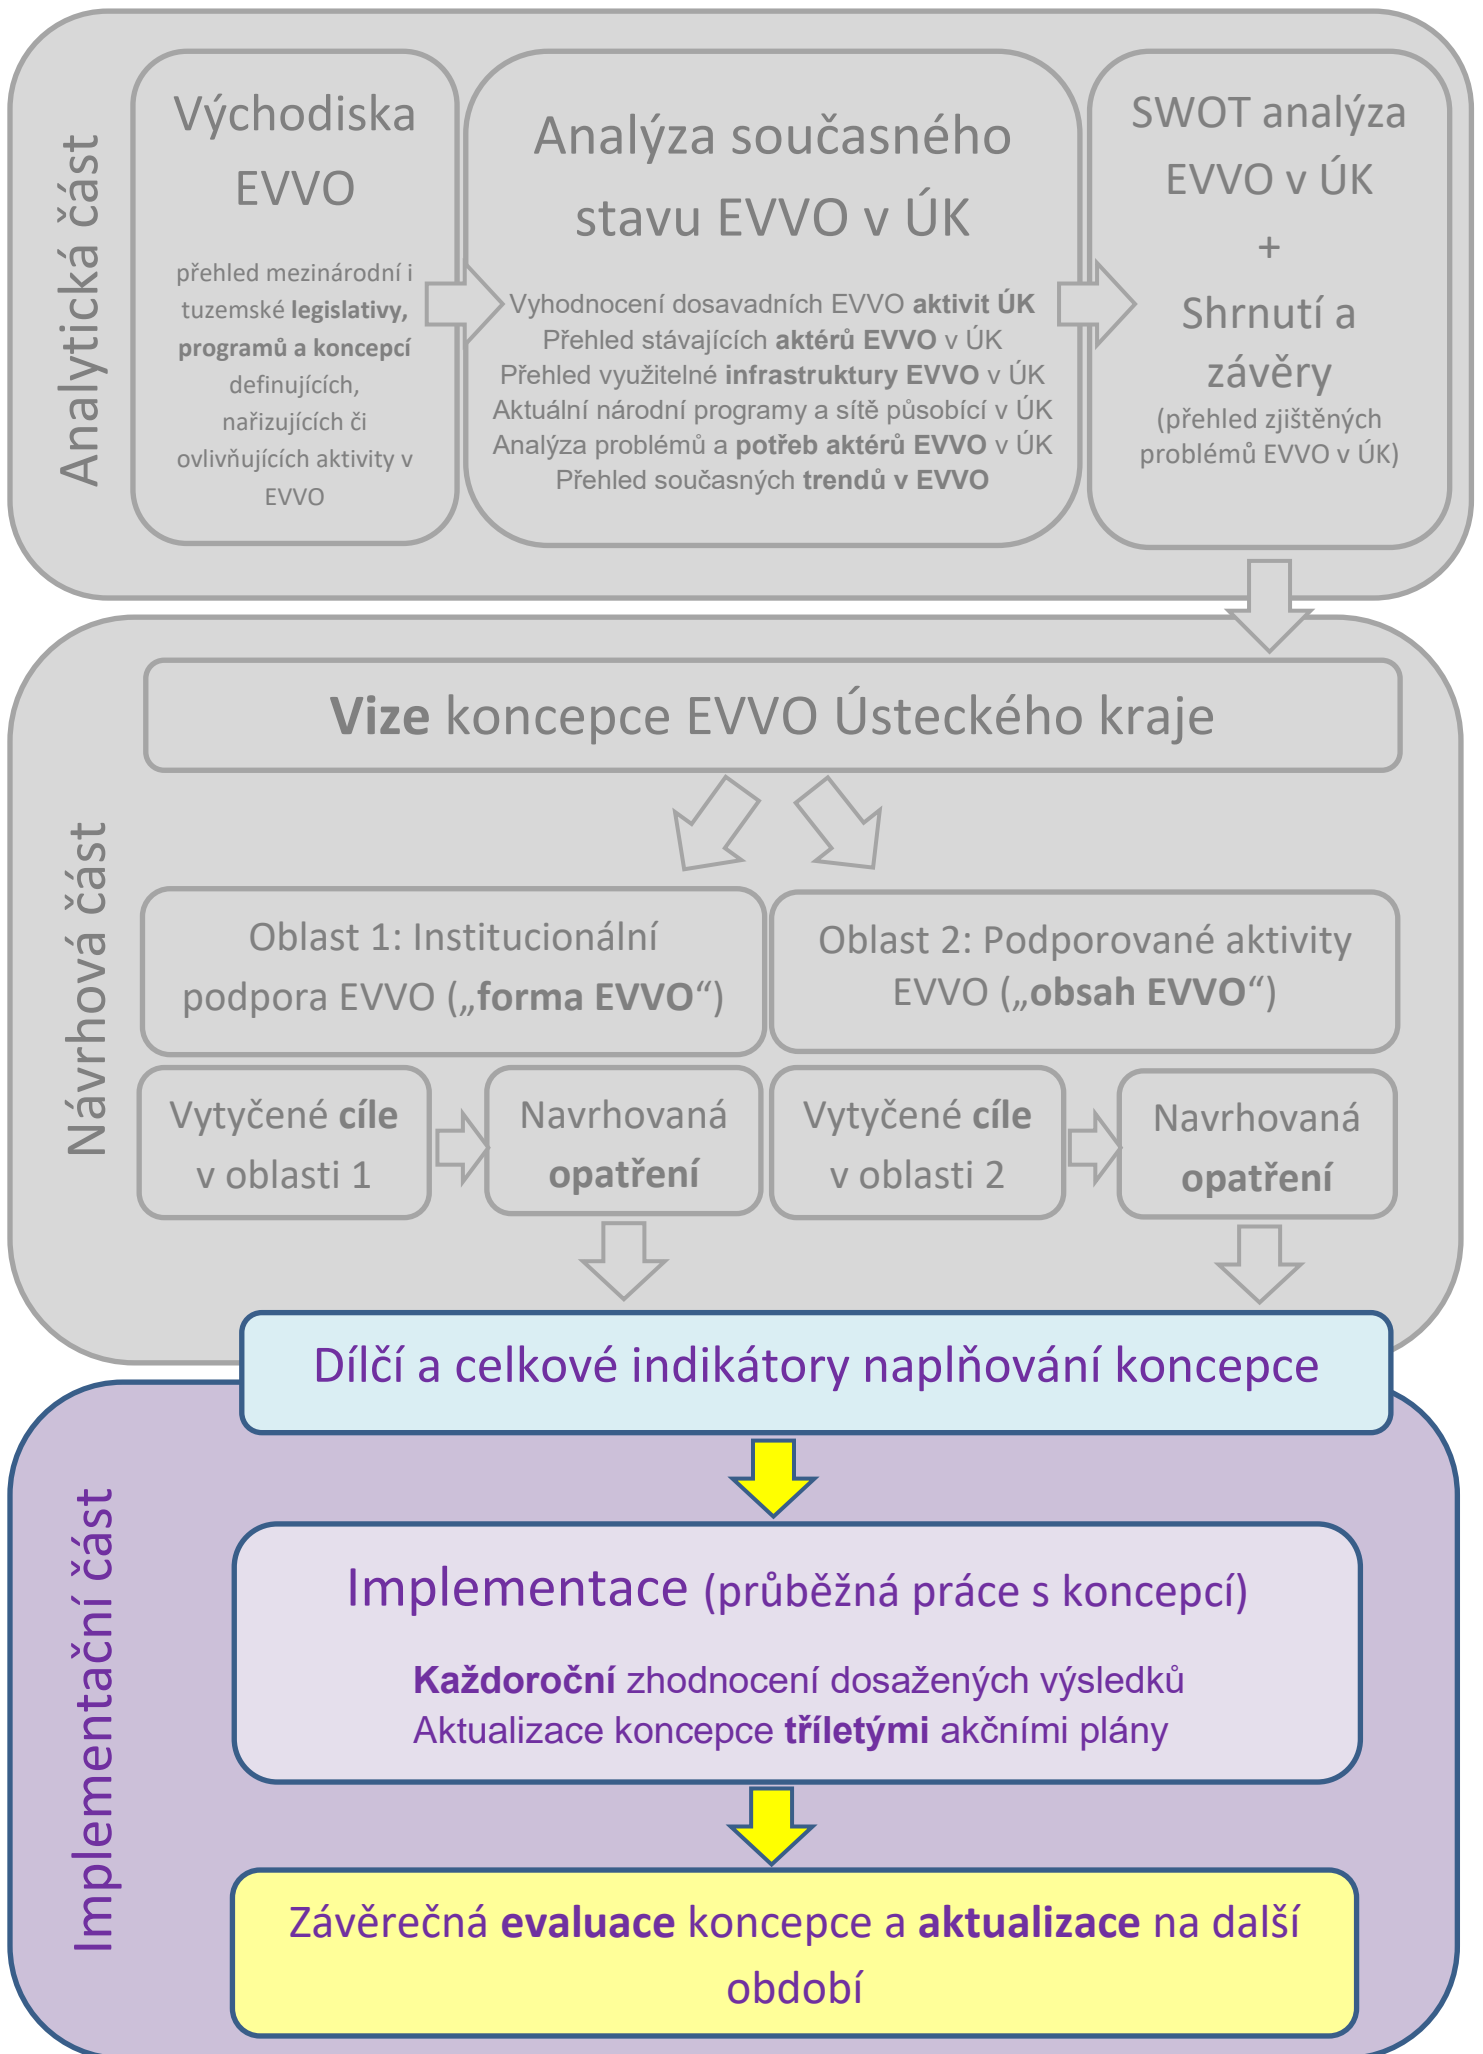 Analytická část
Východiska
EVVO
přehled mezinárodní i
tuzemské legislativy,
programů a koncepcí
definujících,
nařizujících či
ovlivňujících aktivity v
EVVO
Analýza současného
stavu EVVO v ÚK
Vyhodnocení dosavadních EVVO aktivit ÚK
Přehled stávajících aktérů EVVO v ÚK
Přehled využitelné infrastruktury EVVO v ÚK
Aktuální národní programy a sítě působící v ÚK
Analýza problémů a potřeb aktérů EVVO v ÚK
Přehled současných trendů v EVVO
SWOT analýza
EVVO v ÚK
+
Shrnutí a
závěry
(přehled zjištěných
problémů EVVO v ÚK)
Návrhová část
Vize koncepce EVVO Ústeckého kraje
Oblast 1: Institucionální
podpora EVVO („forma EVVO“)
Oblast 2: Podporované aktivity
EVVO („obsah EVVO“)
Vytyčené cíle
v oblasti 1
Navrhovaná
opatření
Vytyčené cíle
v oblasti 2
Navrhovaná
opatření
Dílčí a celkové indikátory naplňování koncepce
Implementační část
Implementace (průběžná práce s koncepcí)
Každoroční zhodnocení dosažených výsledků
Aktualizace koncepce tříletými akčními plány
Závěrečná evaluace koncepce a aktualizace na další
období